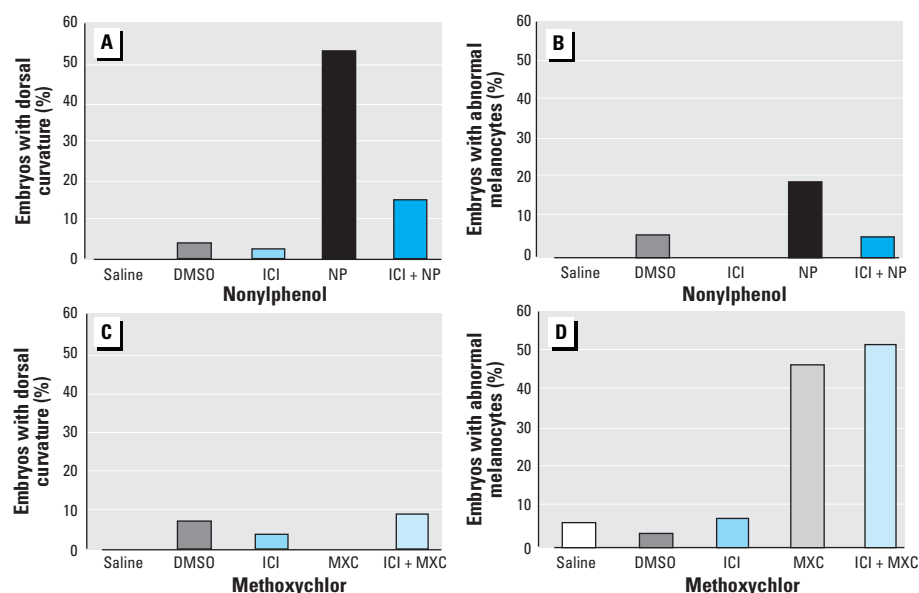 A
Embryos with dorsal
curvature (%)
60
50
40
30
20
10
0
Saline DMSO ICI NP ICI + NP
Nonylphenol
B
Embryos with abnormal
melanocytes (%)
60
50
40
30
20
10
0
Saline DMSO ICI NP ICI + NP
Nonylphenol
C
Embryos with dorsal
curvature (%)
60
50
40
30
20
10
0
Saline DMSO ICI MXC ICI + MXC
Methoxychlor
D
Embryos with abnormal
melanocytes (%)
60
50
40
30
20
10
0
Saline DMSO ICI MXC ICI + MXC
Methoxychlor